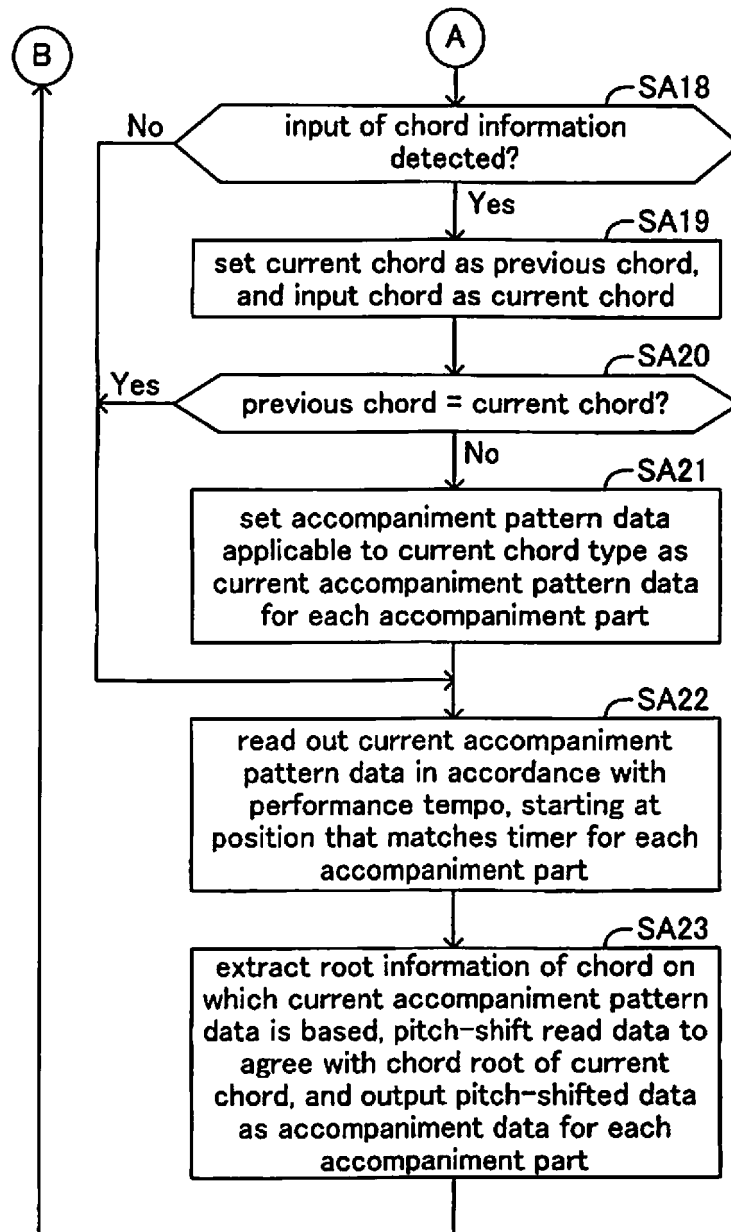 B
A
SA18
No
input of chord information
detected?
Yes
SA19
set current chord as previous chord,
and input chord as current chord
SA20
Yes
previous chord = current chord?
No
SA21
set accompaniment pattern data
applicable to current chord type as
current accompaniment pattern data
for each accompaniment part
SA22
read out current accompaniment
pattern data in accordance with
performance tempo, starting at
position that matches timer for each
accompaniment part
SA23
extract root information of chord on
which current accompaniment pattern
data is based, pitch-shift read data to
agree with chord root of current
chord, and output pitch-shifted data
as accompaniment data for each
accompaniment part